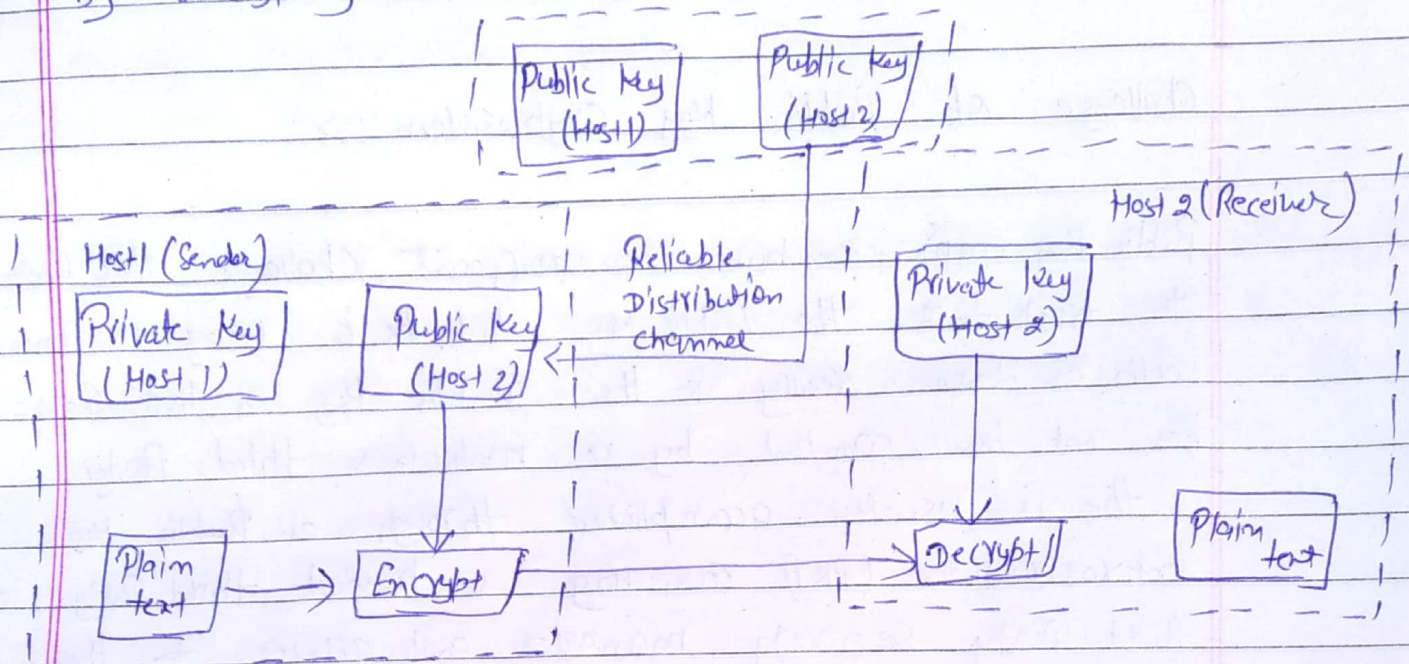 Public Key
(Host 1)
Public Key
(Host 2)
Host 2 (Receiver)
Host 1 (Sender)
Private Key
(Host 1)
Public Key
(Host 2)
Reliable
Distribution
channel
Private Key
(Host 2)
Plain
text
Encrypt
Decrypt
Plain
text